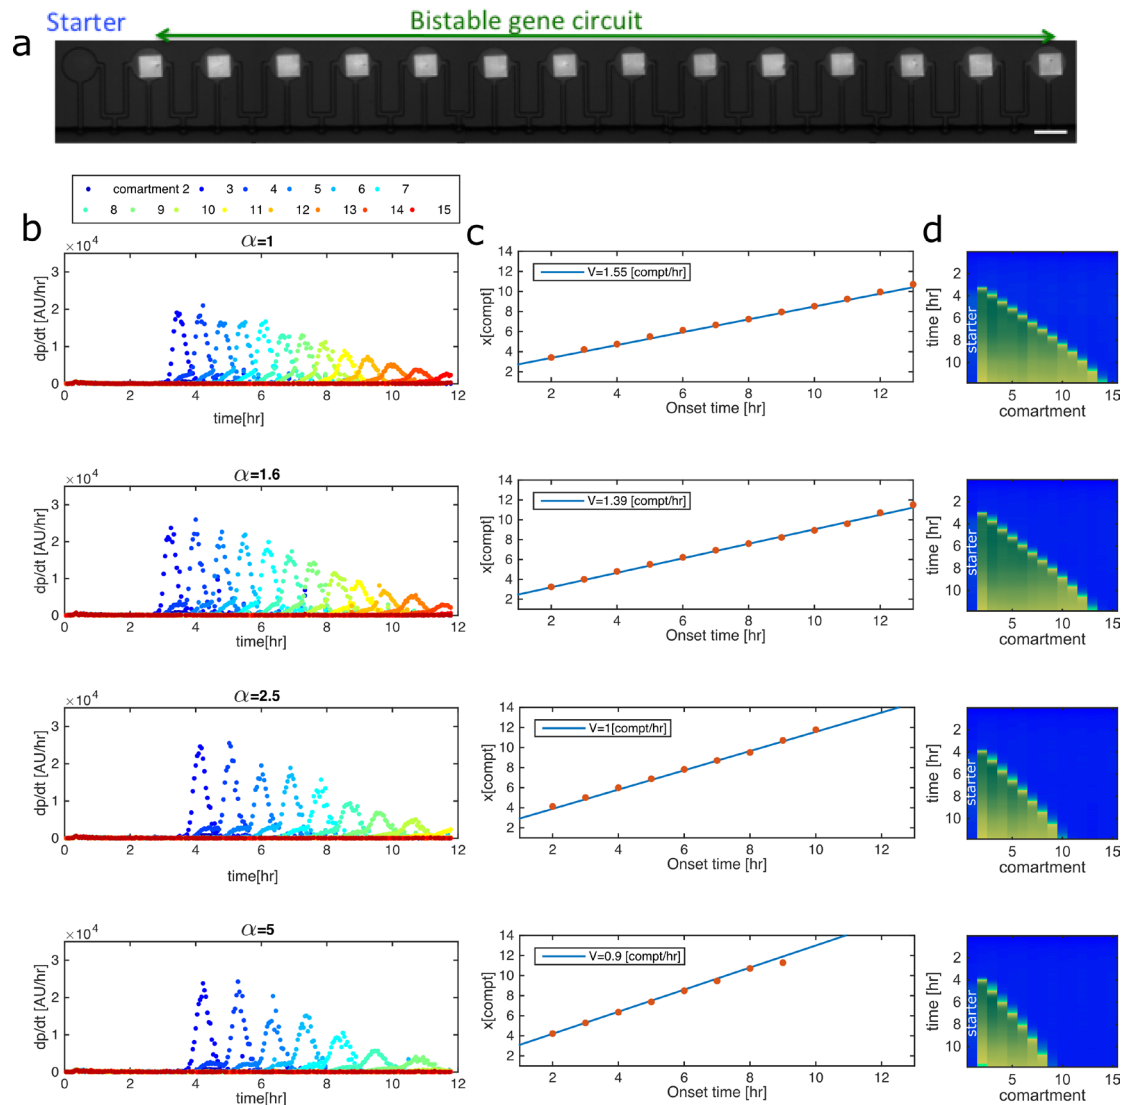 Starter
Bistable gene circuit
a
comartment 2 3 4 5 6 7
8 9 10 11 12 13 14 15
b
α=1
×10⁴
dp/dt [AU/hr]
3
2
1
0
0 2 4 6 8 10 12
time[hr]
c
V=1.55 [compt/hr]
x[compt]
14
12
10
8
6
4
2
2 4 6 8 10 12
Onset time [hr]
d
time [hr]
2
4
6
8
10
starter
5 10 15
comartment
α=1.6
×10⁴
dp/dt [AU/hr]
3
2
1
0
0 2 4 6 8 10 12
time[hr]
V=1.39 [compt/hr]
x[compt]
14
12
10
8
6
4
2
2 4 6 8 10 12
Onset time [hr]
time [hr]
2
4
6
8
10
starter
5 10 15
comartment
α=2.5
×10⁴
dp/dt [AU/hr]
3
2
1
0
0 2 4 6 8 10 12
time[hr]
V=1[compt/hr]
x[compt]
14
12
10
8
6
4
2
2 4 6 8 10 12
Onset time [hr]
time [hr]
2
4
6
8
10
starter
5 10 15
comartment
α=5
×10⁴
dp/dt [AU/hr]
3
2
1
0
0 2 4 6 8 10 12
time[hr]
V=0.9 [compt/hr]
x[compt]
14
12
10
8
6
4
2
2 4 6 8 10 12
Onset time [hr]
time [hr]
2
4
6
8
10
starter
5 10 15
comartment